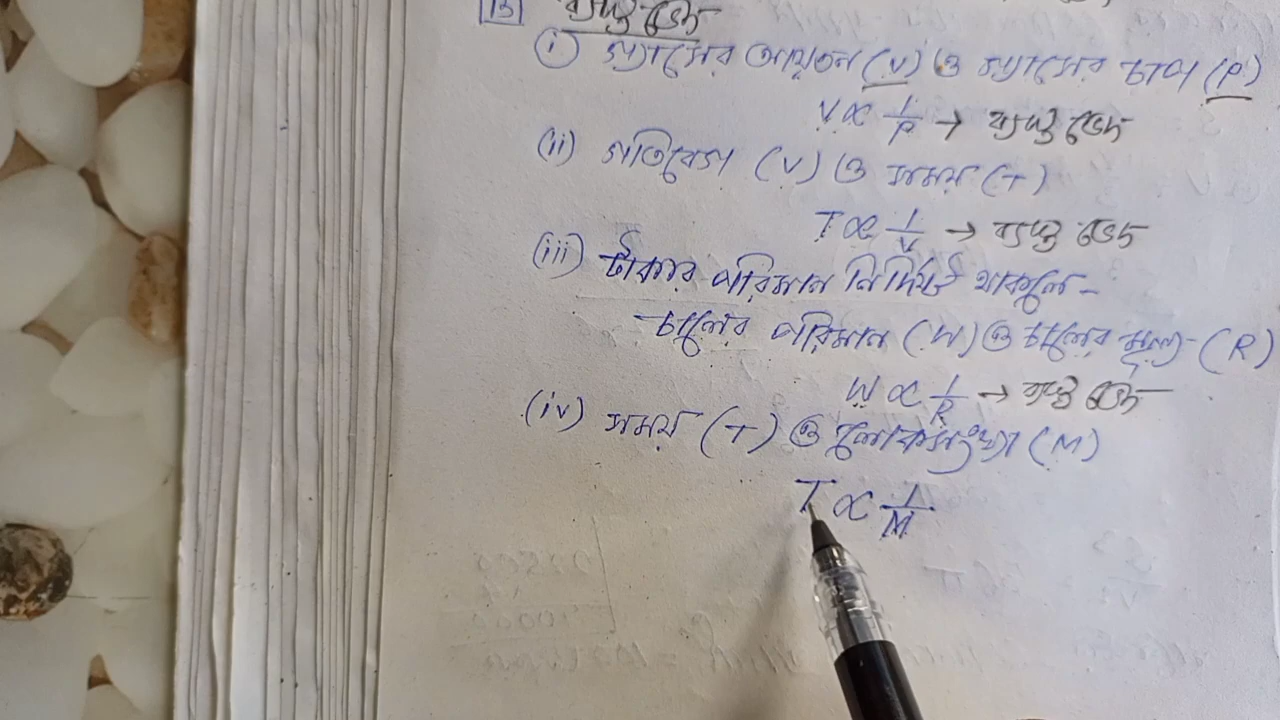 [B] ব্যস্ত ভেদ
(i) গ্যাসের আয়তন (V) ও গ্যাসের চাপ (P)
V ∝ 1/P → ব্যস্ত ভেদ
(ii) গতিবেগ (V) ও সময় (T)
T ∝ 1/V → ব্যস্ত ভেদ
(iii) টাকার পরিমান নির্দিষ্ট থাকলে -
চালের পরিমান (W) ও চালের মূল্য - (R)
W ∝ 1/R → ব্যস্ত ভেদ
(iv) সময় (T) ও লোকসংখ্যা (M)
T ∝ 1/M